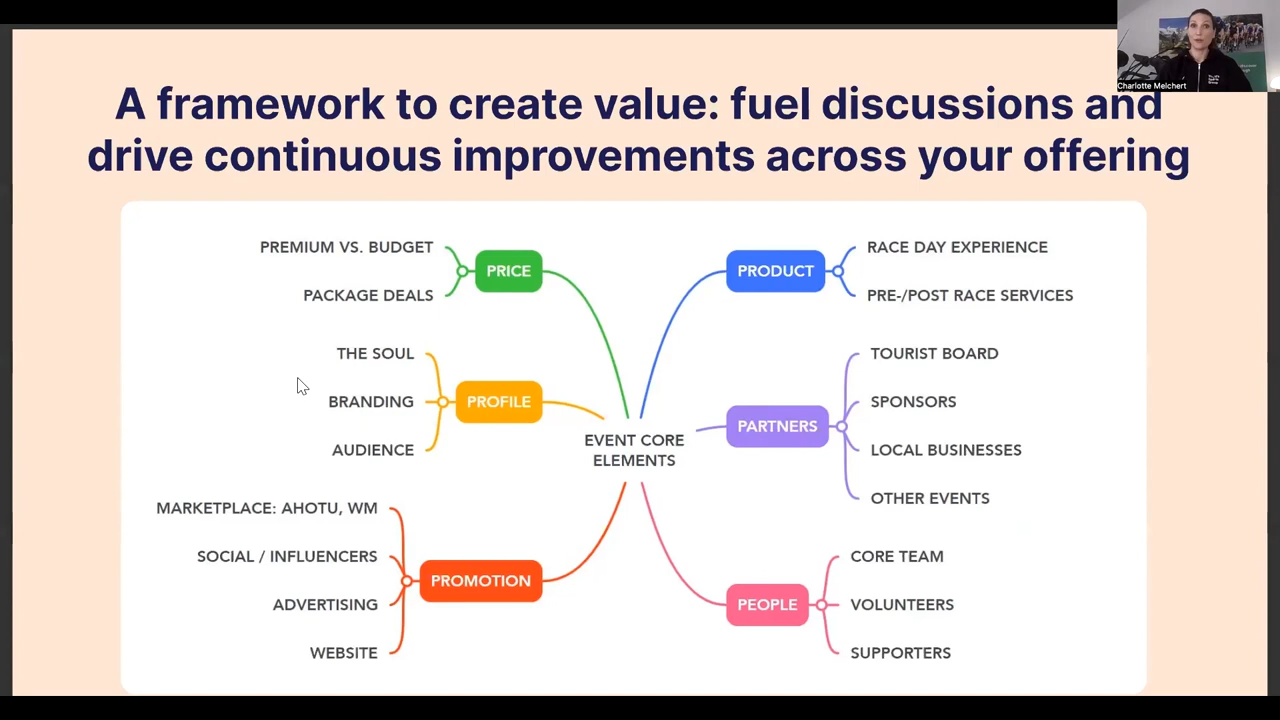 A framework to create value: fuel discussions and
drive continuous improvements across your offering
Charlotte Melchert
PREMIUM VS. BUDGET
PACKAGE DEALS
PRICE
THE SOUL
BRANDING
AUDIENCE
PROFILE
MARKETPLACE: AHOTU, WM
SOCIAL / INFLUENCERS
ADVERTISING
WEBSITE
PROMOTION
EVENT CORE
ELEMENTS
PRODUCT
RACE DAY EXPERIENCE
PRE-/POST RACE SERVICES
PARTNERS
TOURIST BOARD
SPONSORS
LOCAL BUSINESSES
OTHER EVENTS
PEOPLE
CORE TEAM
VOLUNTEERS
SUPPORTERS